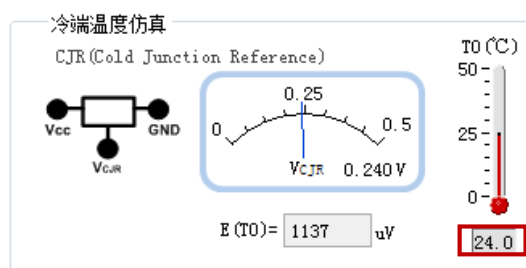 冷端温度仿真
CJR(Cold Junction Reference)
T0(℃)
Vcc
GND
VCJR
0
0.25
0.5
VCJR 0.240 V
50
25
0
E(T0)= 1137 uV
24.0